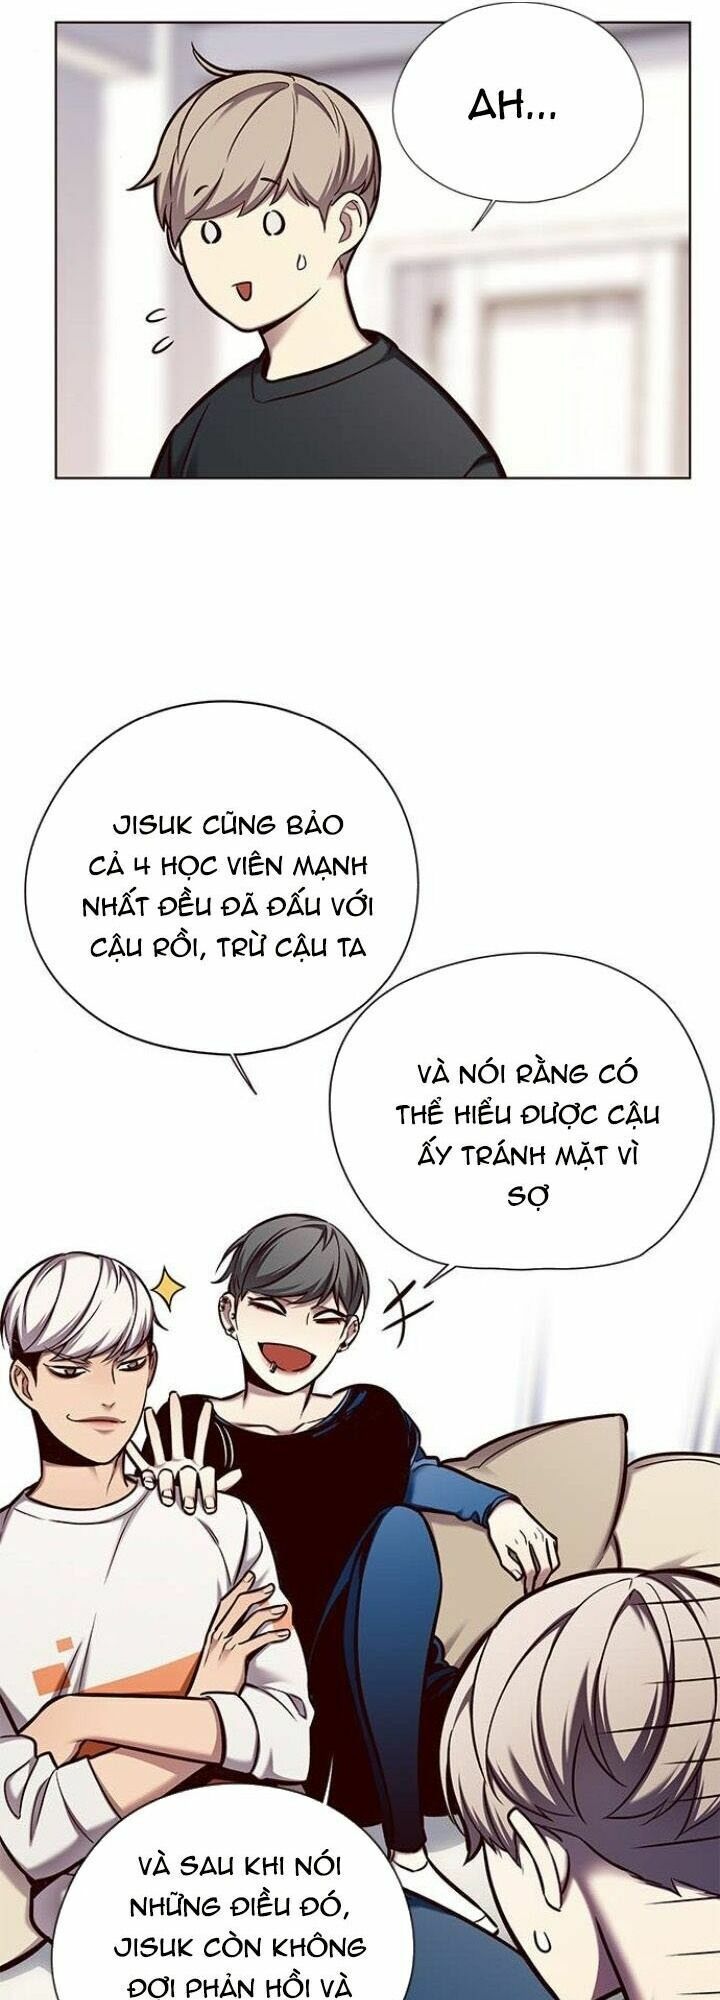 AH...
JISUK CŨNG BẢO
CẢ 4 HỌC VIÊN MẠNH
NHẤT ĐỀU ĐÃ ĐẤU VỚI
CẬU RỒI, TRỪ CẬU TA
VÀ NÓI RẰNG CÓ
THỂ HIỂU ĐƯỢC CẬU
ẤY TRÁNH MẶT VÌ
SỢ
VÀ SAU KHI NÓI
NHỮNG ĐIỀU ĐÓ,
JISUK CÒN KHÔNG
ĐỢI PHẢN HỒI VÀ